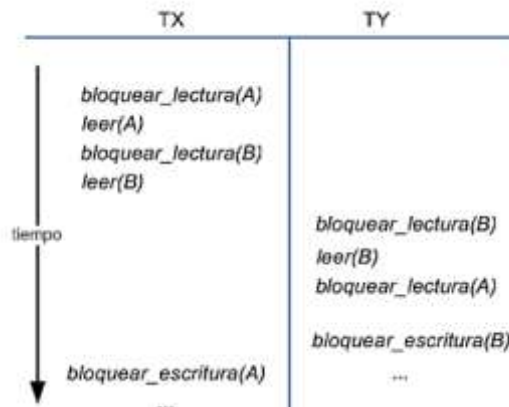 TX TY
bloquear_lectura(A)
leer(A)
bloquear_lectura(B)
leer(B)
bloquear_lectura(B)
tiempo
leer(B)
bloquear_lectura(A)
bloquear_escritura(B)
bloquear_escritura(A) ...
...